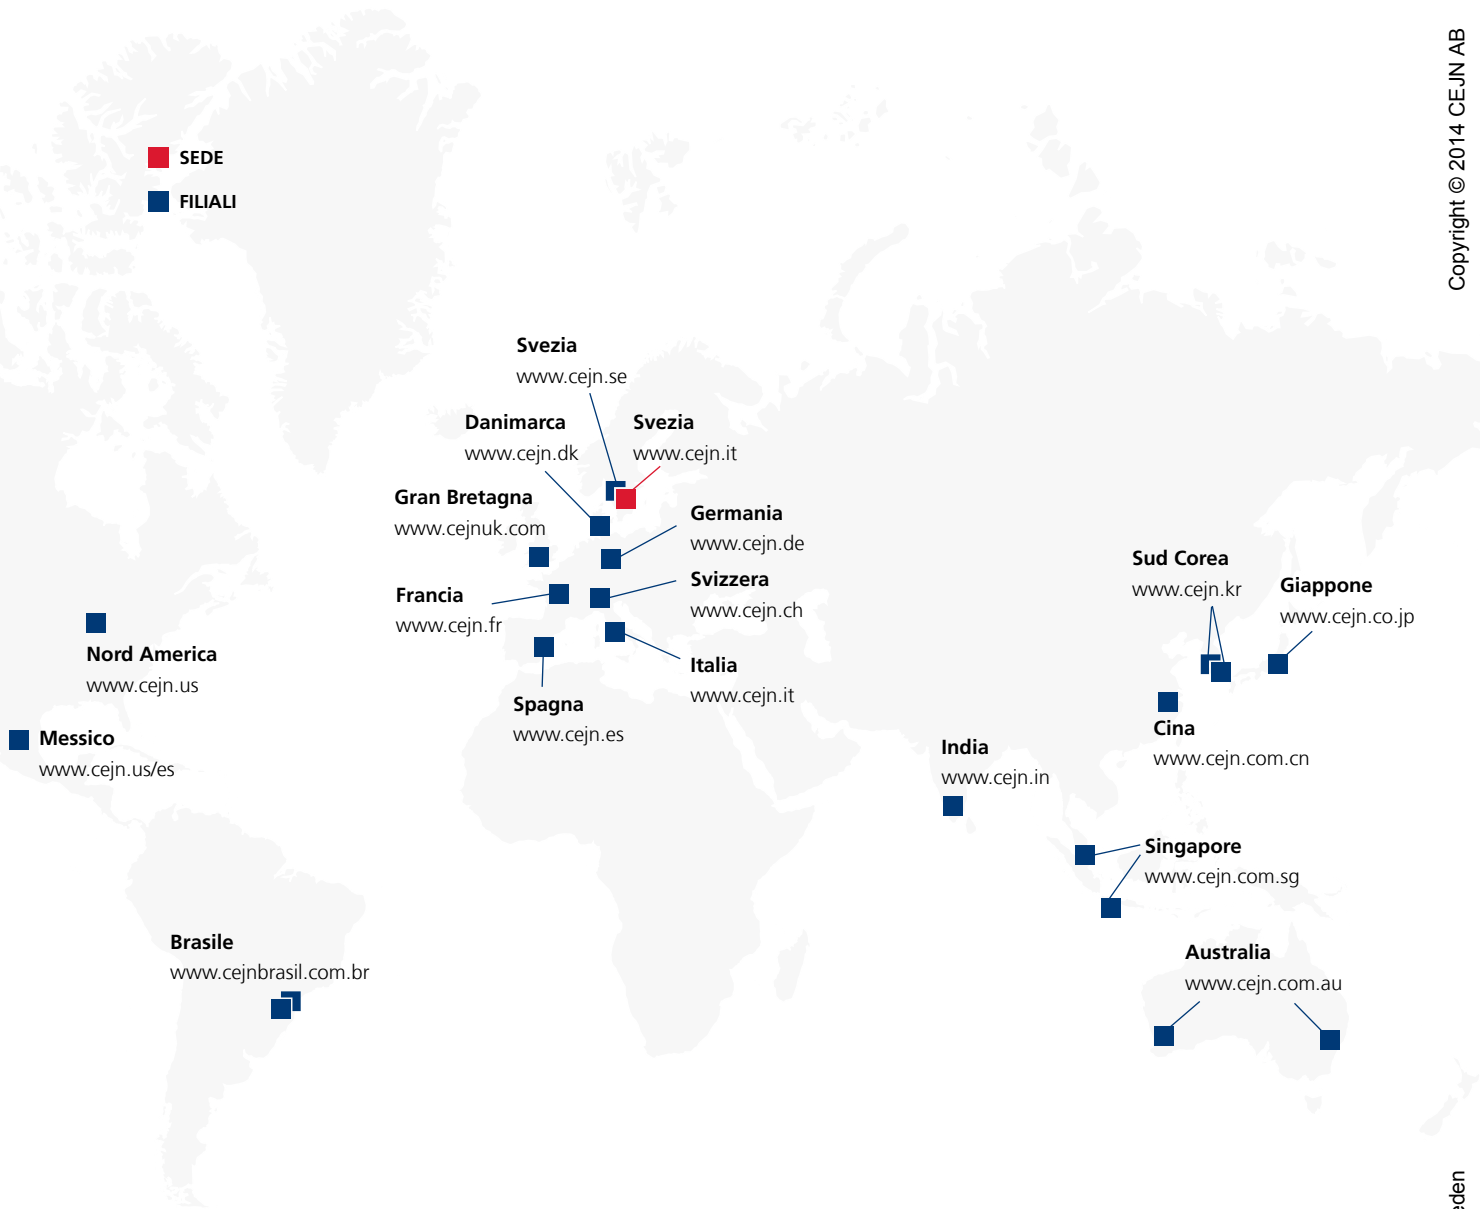 Copyright © 2014 CEJN AB
SEDE
FILIALI
Svezia
www.cejn.se
Danimarca
www.cejn.dk
Svezia
www.cejn.it
Gran Bretagna
www.cejnuk.com
Germania
www.cejn.de
Francia
www.cejn.fr
Svizzera
www.cejn.ch
Italia
www.cejn.it
Spagna
www.cejn.es
Nord America
www.cejn.us
Messico
www.cejn.us/es
Brasile
www.cejnbrasil.com.br
Sud Corea
www.cejn.kr
Giappone
www.cejn.co.jp
Cina
www.cejn.com.cn
India
www.cejn.in
Singapore
www.cejn.com.sg
Australia
www.cejn.com.au